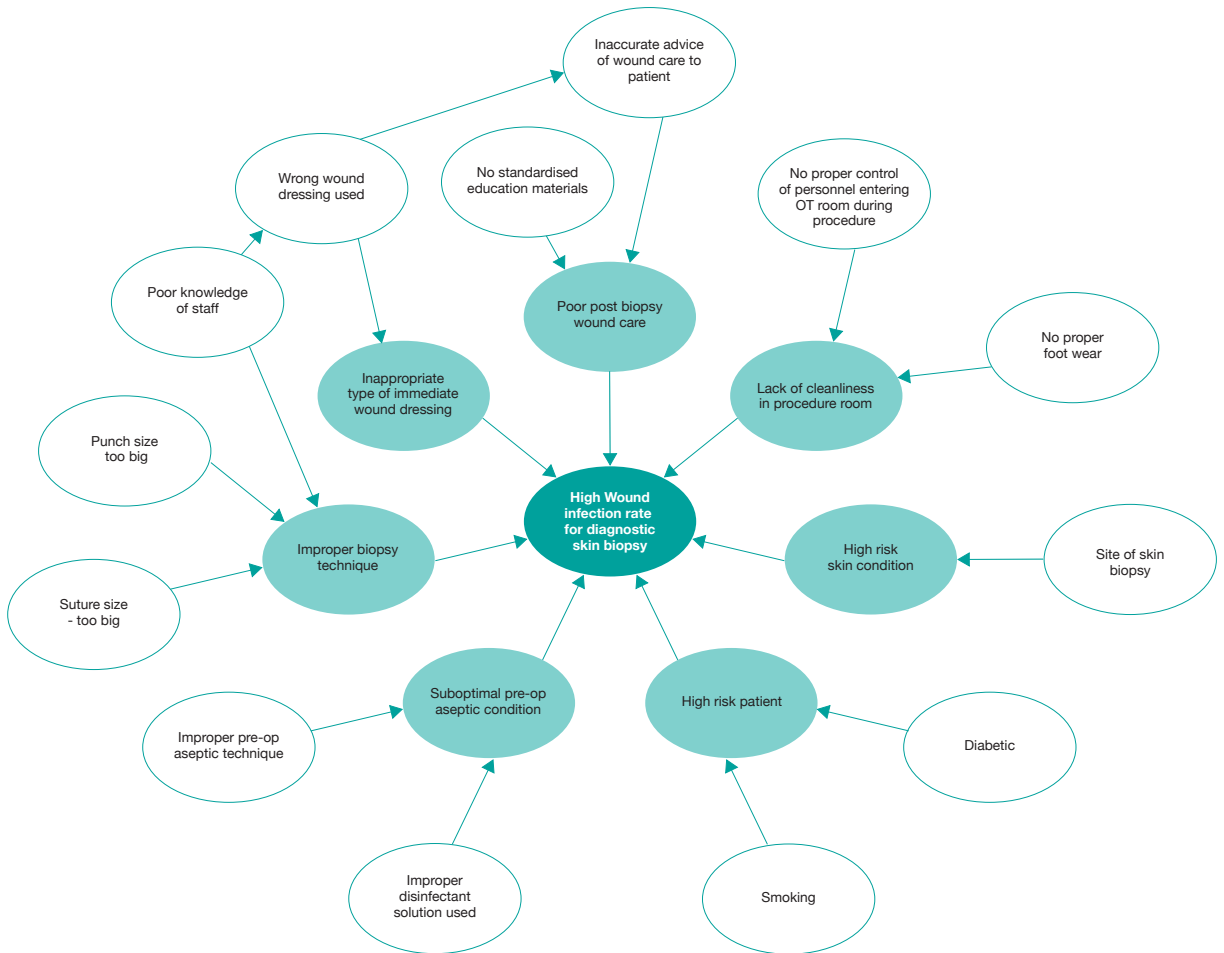 Inaccurate advice
of wound care to
patient
Wrong wound
dressing used
No standardised
education materials
No proper control
of personnel entering
OT room during
procedure
Poor knowledge
of staff
Poor post biopsy
wound care
No proper
foot wear
Inappropriate
type of immediate
wound dressing
Lack of cleanliness
in procedure room
Punch size
too big
High Wound
infection rate
for diagnostic
skin biopsy
Improper biopsy
technique
High risk
skin condition
Site of skin
biopsy
Suture size
- too big
Suboptimal pre-op
aseptic condition
High risk patient
Improper pre-op
aseptic technique
Diabetic
Improper
disinfectant
solution used
Smoking